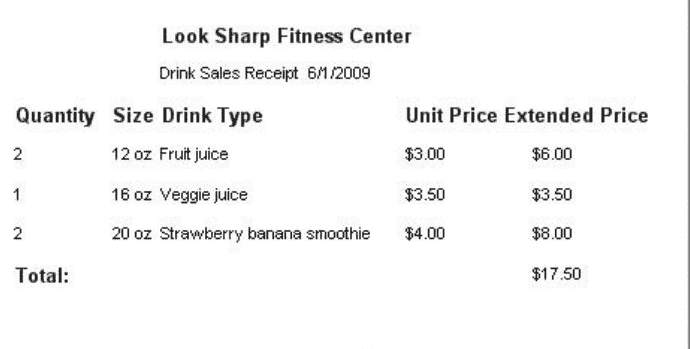 Look Sharp Fitness Center
Drink Sales Receipt 6/1/2009
Quantity Size Drink Type Unit Price Extended Price
2 12 oz Fruit juice $3.00 $6.00
1 16 oz Veggie juice $3.50 $3.50
2 20 oz Strawberry banana smoothie $4.00 $8.00
Total: $17.50